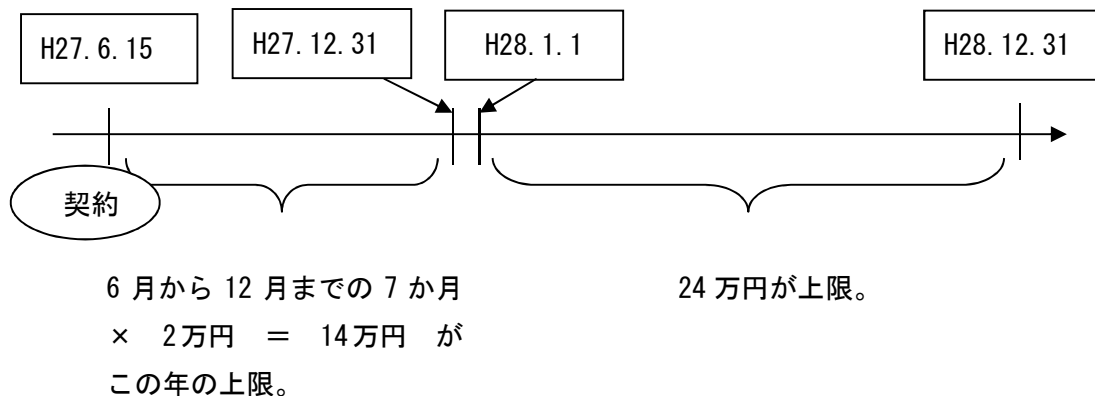 H27.6.15
H27.12.31
H28.1.1
H28.12.31
契約
6月から12月までの7か月
× 2万円 = 14万円 が
この年の上限。
24万円が上限。